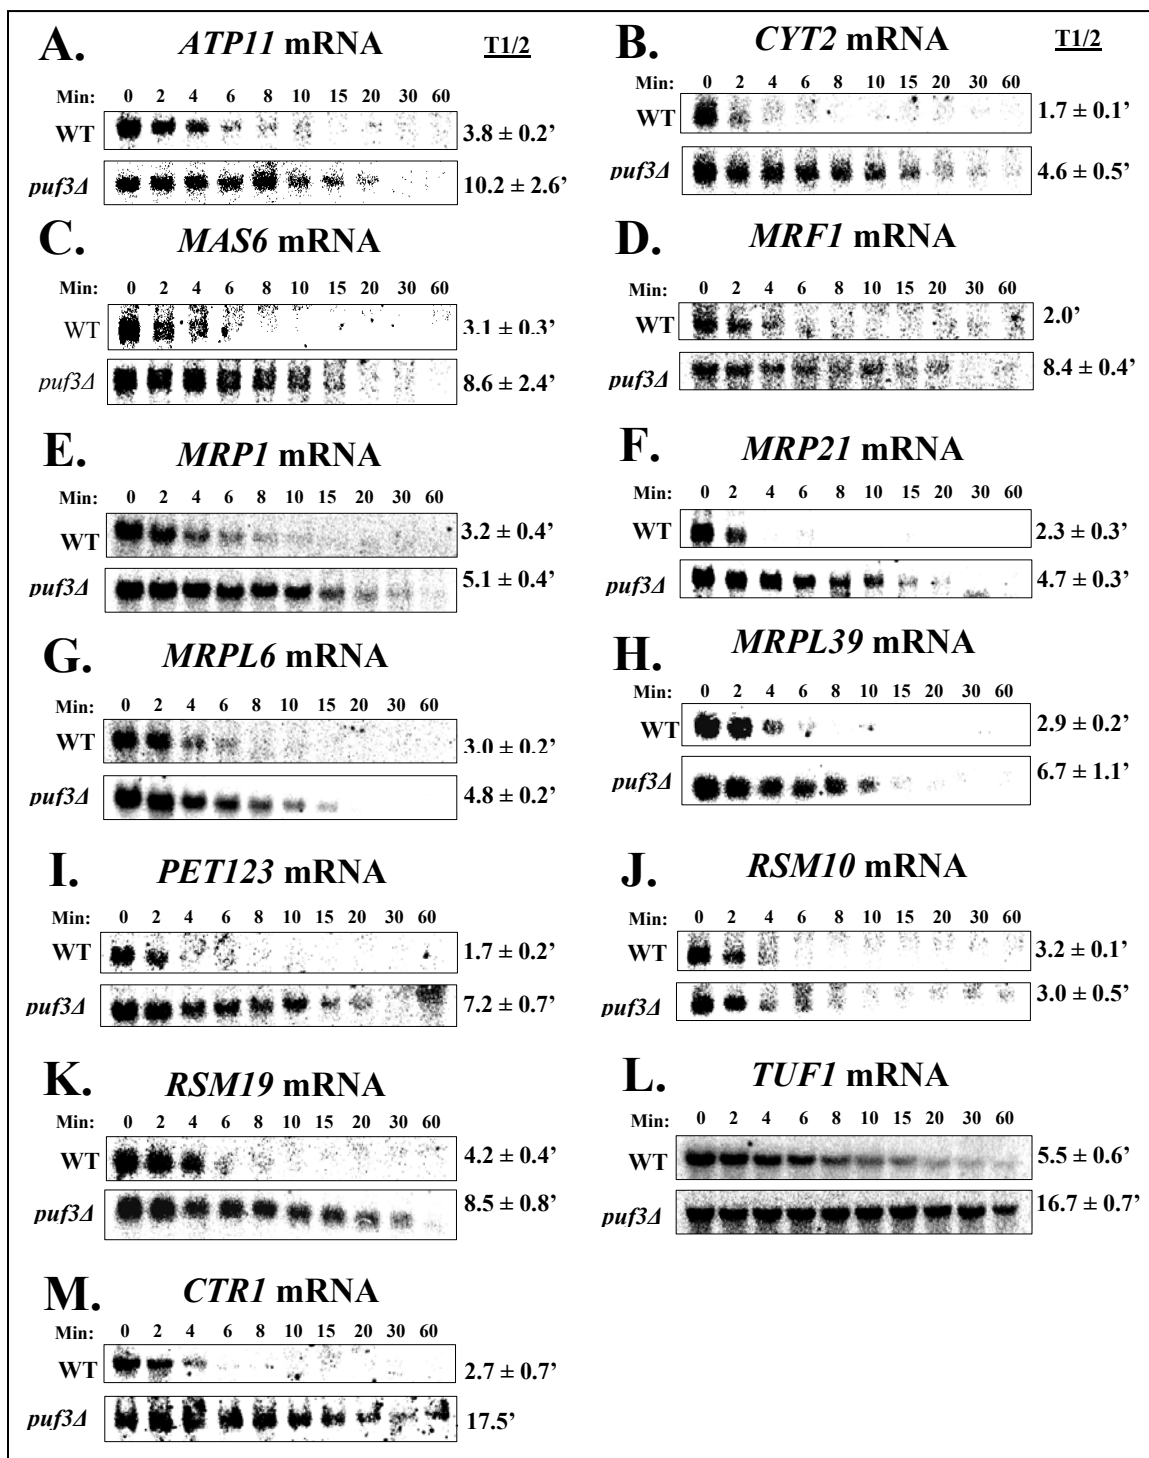 A. ATP11 mRNA T1/2
Min: 0 2 4 6 8 10 15 20 30 60
WT 3.8 ± 0.2’
puf3Δ 10.2 ± 2.6’
B. CYT2 mRNA T1/2
Min: 0 2 4 6 8 10 15 20 30 60
WT 1.7 ± 0.1’
puf3Δ 4.6 ± 0.5’
C. MAS6 mRNA
Min: 0 2 4 6 8 10 15 20 30 60
WT 3.1 ± 0.3’
puf3Δ 8.6 ± 2.4’
D. MRF1 mRNA
Min: 0 2 4 6 8 10 15 20 30 60
WT 2.0’
puf3Δ 8.4 ± 0.4’
E. MRP1 mRNA
Min: 0 2 4 6 8 10 15 20 30 60
WT 3.2 ± 0.4’
puf3Δ 5.1 ± 0.4’
F. MRP21 mRNA
Min: 0 2 4 6 8 10 15 20 30 60
WT 2.3 ± 0.3’
puf3Δ 4.7 ± 0.3’
G. MRPL6 mRNA
Min: 0 2 4 6 8 10 15 20 30 60
WT 3.0 ± 0.2’
puf3Δ 4.8 ± 0.2’
H. MRPL39 mRNA
Min: 0 2 4 6 8 10 15 20 30 60
WT 2.9 ± 0.2’
puf3Δ 6.7 ± 1.1’
I. PET123 mRNA
Min: 0 2 4 6 8 10 15 20 30 60
WT 1.7 ± 0.2’
puf3Δ 7.2 ± 0.7’
J. RSM10 mRNA
Min: 0 2 4 6 8 10 15 20 30 60
WT 3.2 ± 0.1’
puf3Δ 3.0 ± 0.5’
K. RSM19 mRNA
Min: 0 2 4 6 8 10 15 20 30 60
WT 4.2 ± 0.4’
puf3Δ 8.5 ± 0.8’
L. TUF1 mRNA
Min: 0 2 4 6 8 10 15 20 30 60
WT 5.5 ± 0.6’
puf3Δ 16.7 ± 0.7’
M. CTR1 mRNA
Min: 0 2 4 6 8 10 15 20 30 60
WT 2.7 ± 0.7’
puf3Δ 17.5’